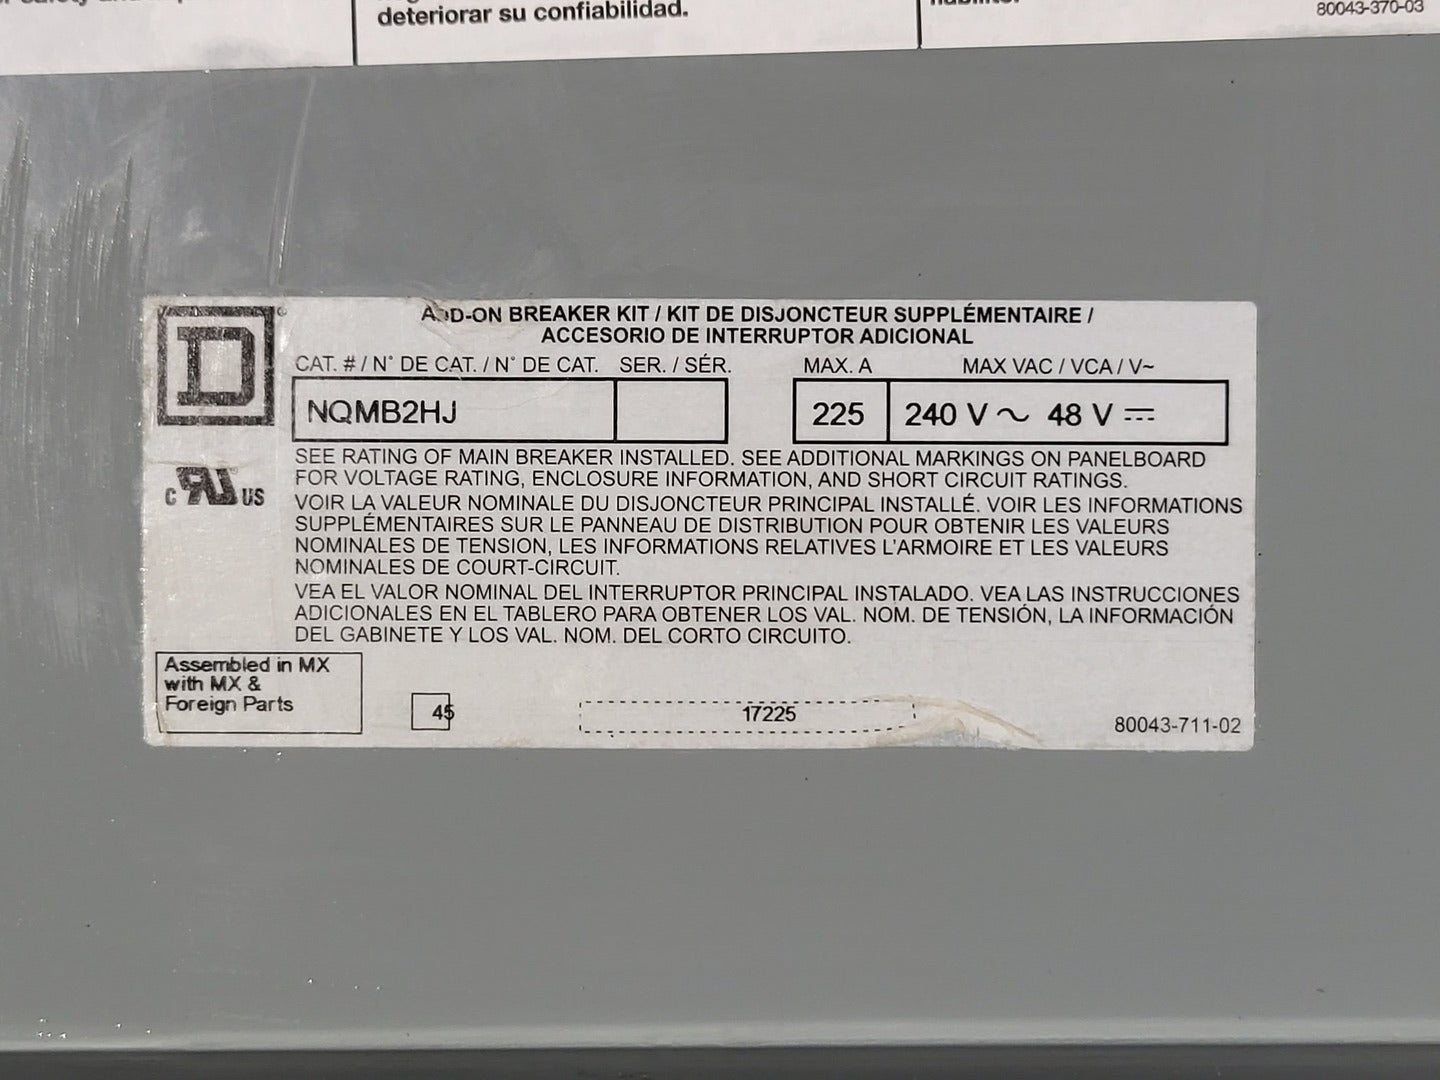 deteriorar su confiabilidad.
80043-370-03
ADD-ON BREAKER KIT / KIT DE DISJONCTEUR SUPPLÉMENTAIRE /
ACCESORIO DE INTERRUPTOR ADICIONAL
CAT. # / N° DE CAT. / N° DE CAT. SER. / SÉR. MAX. A MAX VAC / VCA / V~
NQMB2HJ 225 240 V ~ 48 V ⎓
SEE RATING OF MAIN BREAKER INSTALLED. SEE ADDITIONAL MARKINGS ON PANELBOARD
FOR VOLTAGE RATING, ENCLOSURE INFORMATION, AND SHORT CIRCUIT RATINGS.
c RU US
VOIR LA VALEUR NOMINALE DU DISJONCTEUR PRINCIPAL INSTALLÉ. VOIR LES INFORMATIONS
SUPPLÉMENTAIRES SUR LE PANNEAU DE DISTRIBUTION POUR OBTENIR LES VALEURS
NOMINALES DE TENSION, LES INFORMATIONS RELATIVES L'ARMOIRE ET LES VALEURS
NOMINALES DE COURT-CIRCUIT.
VEA EL VALOR NOMINAL DEL INTERRUPTOR PRINCIPAL INSTALADO. VEA LAS INSTRUCCIONES
ADICIONALES EN EL TABLERO PARA OBTENER LOS VAL. NOM. DE TENSIÓN, LA INFORMACIÓN
DEL GABINETE Y LOS VAL. NOM. DEL CORTO CIRCUITO.
Assembled in MX
with MX &
Foreign Parts
45 17225 80043-711-02